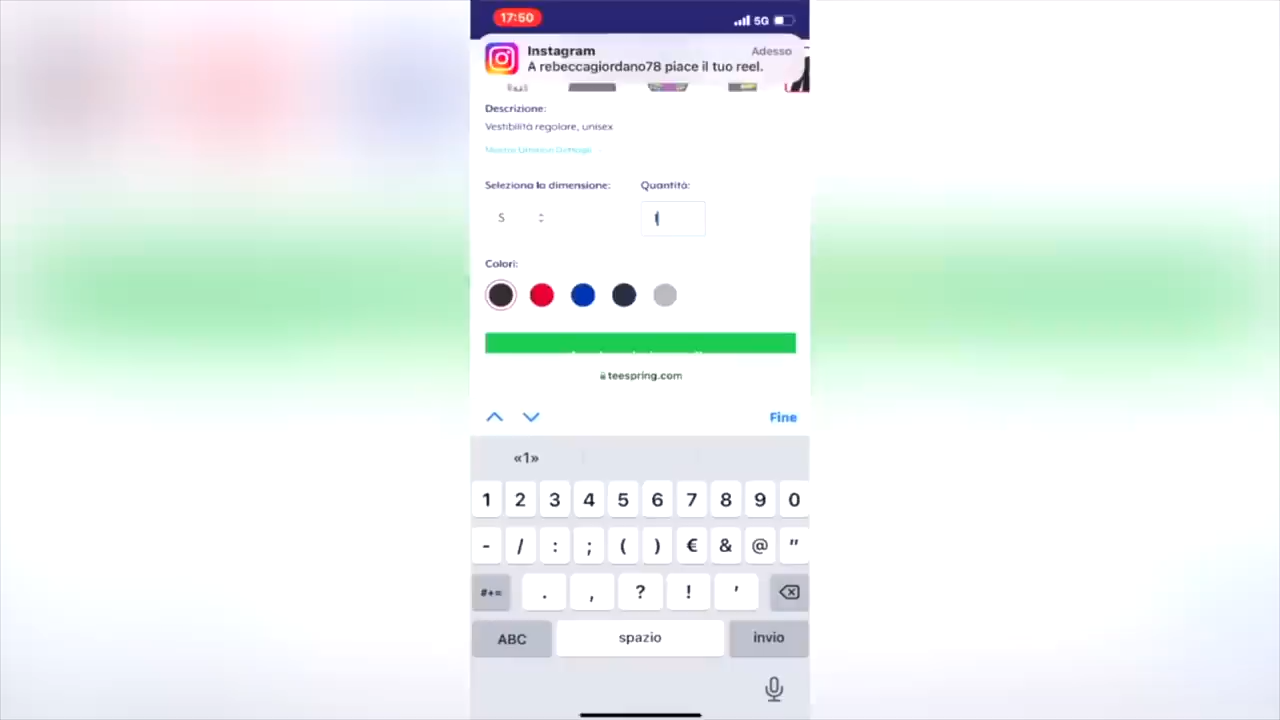 17:50
5G
Instagram
Adesso
A rebeccagiordano78 piace il tuo reel.
Descrizione:
Vestibilità regolare, unisex
Seleziona la dimensione:
Quantità:
S
1
Colori:
teespring.com
Fine
«1»
1 2 3 4 5 6 7 8 9 0
- / : ; ( ) € & @ "
#+= . , ? ! '
ABC spazio invio